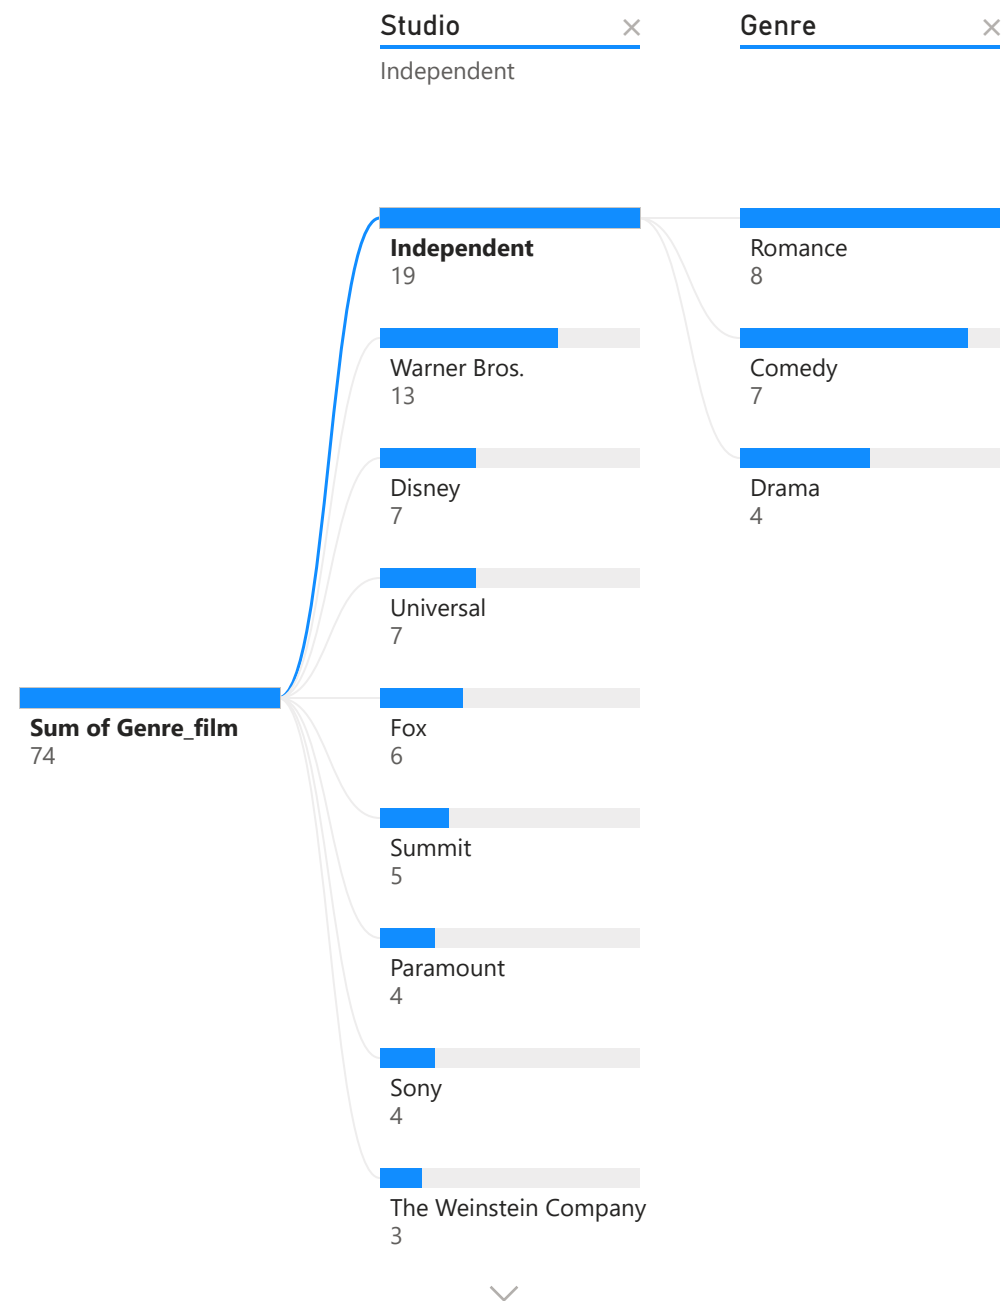 Studio
Genre
Independent
Independent
19
Romance
8
Warner Bros.
13
Comedy
7
Disney
7
Drama
4
Universal
7
Sum of Genre_film
74
Fox
6
Summit
5
Paramount
4
Sony
4
The Weinstein Company
3